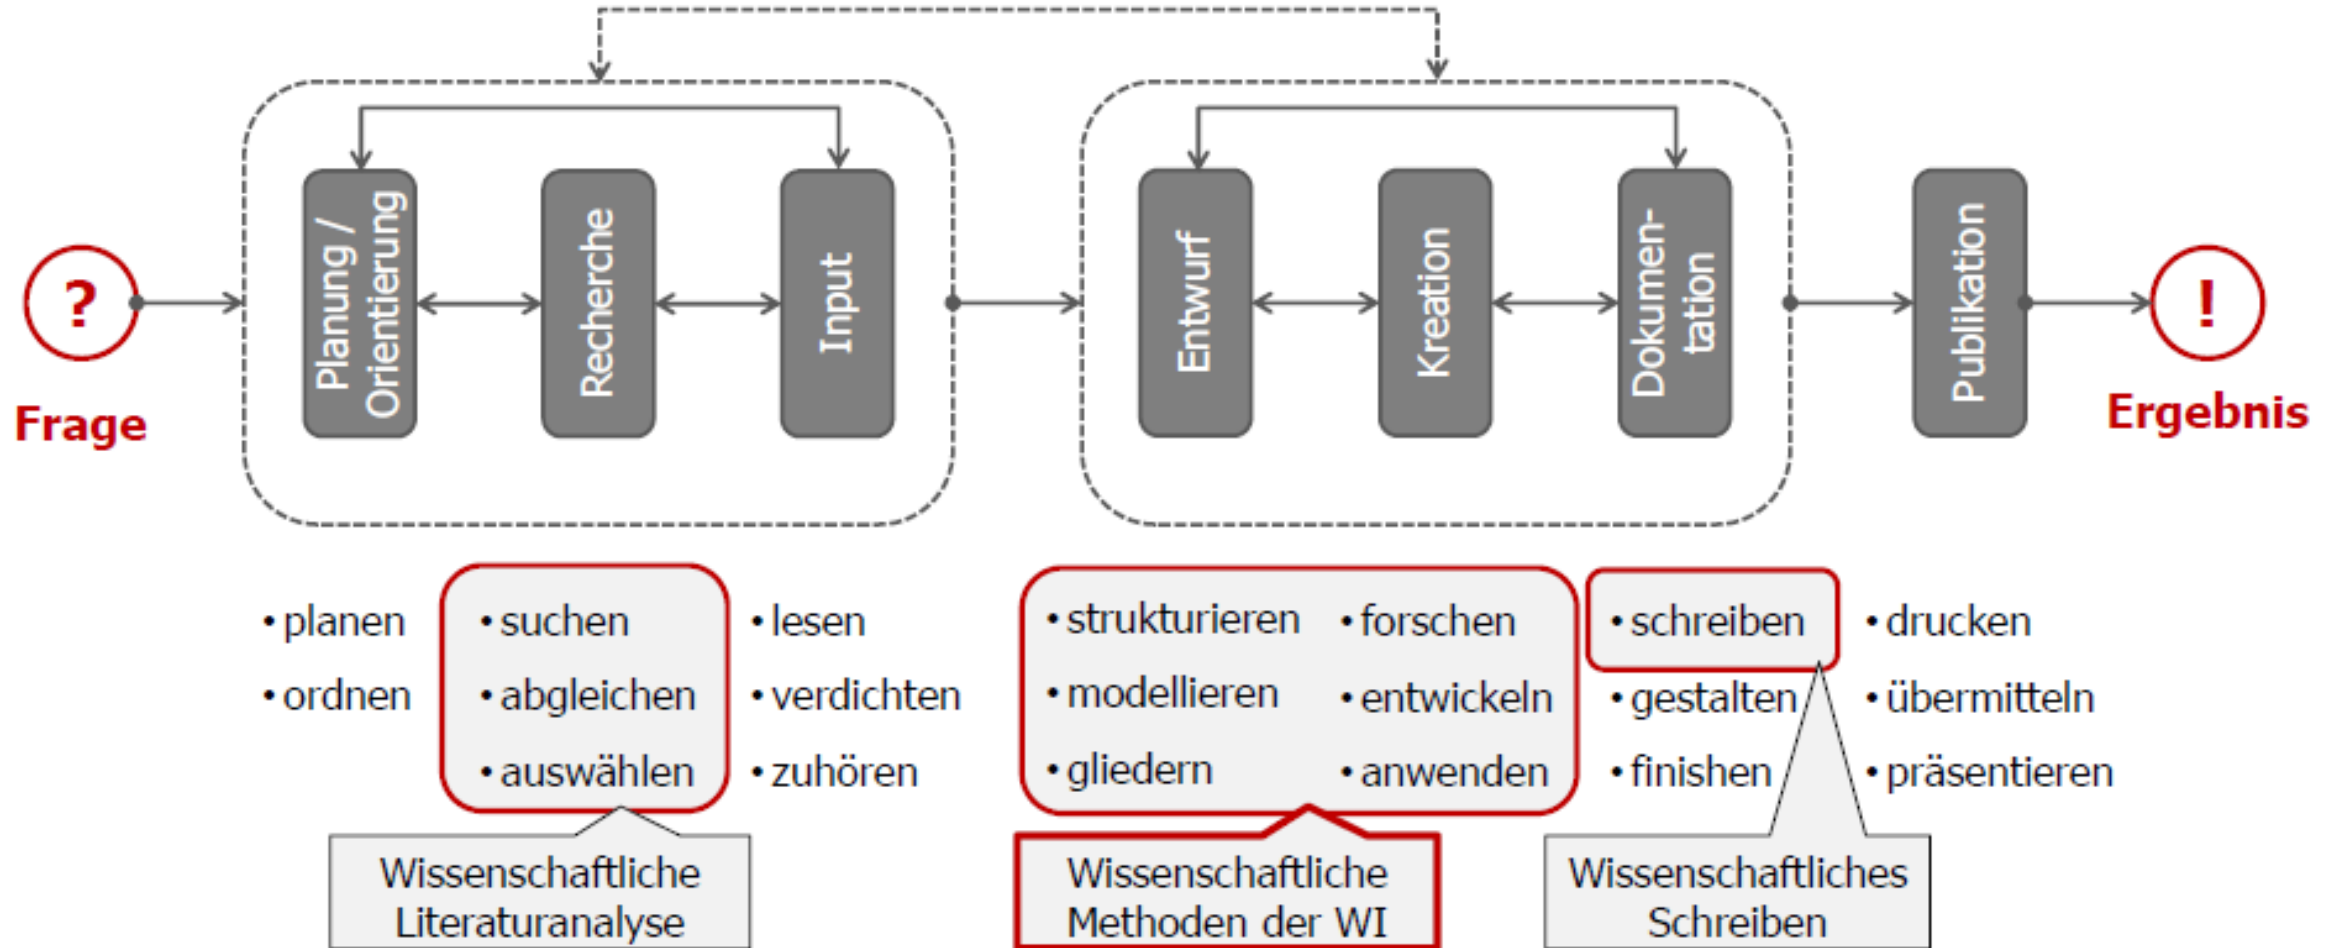 ?
Frage
Planung /
Orientierung
Recherche
Input
Entwurf
Kreation
Dokumen-
tation
Publikation
!
Ergebnis
• planen
• ordnen
• suchen
• abgleichen
• auswählen
• lesen
• verdichten
• zuhören
• strukturieren
• modellieren
• gliedern
• forschen
• entwickeln
• anwenden
• schreiben
• gestalten
• finishen
• drucken
• übermitteln
• präsentieren
Wissenschaftliche
Literaturanalyse
Wissenschaftliche
Methoden der WI
Wissenschaftliches
Schreiben